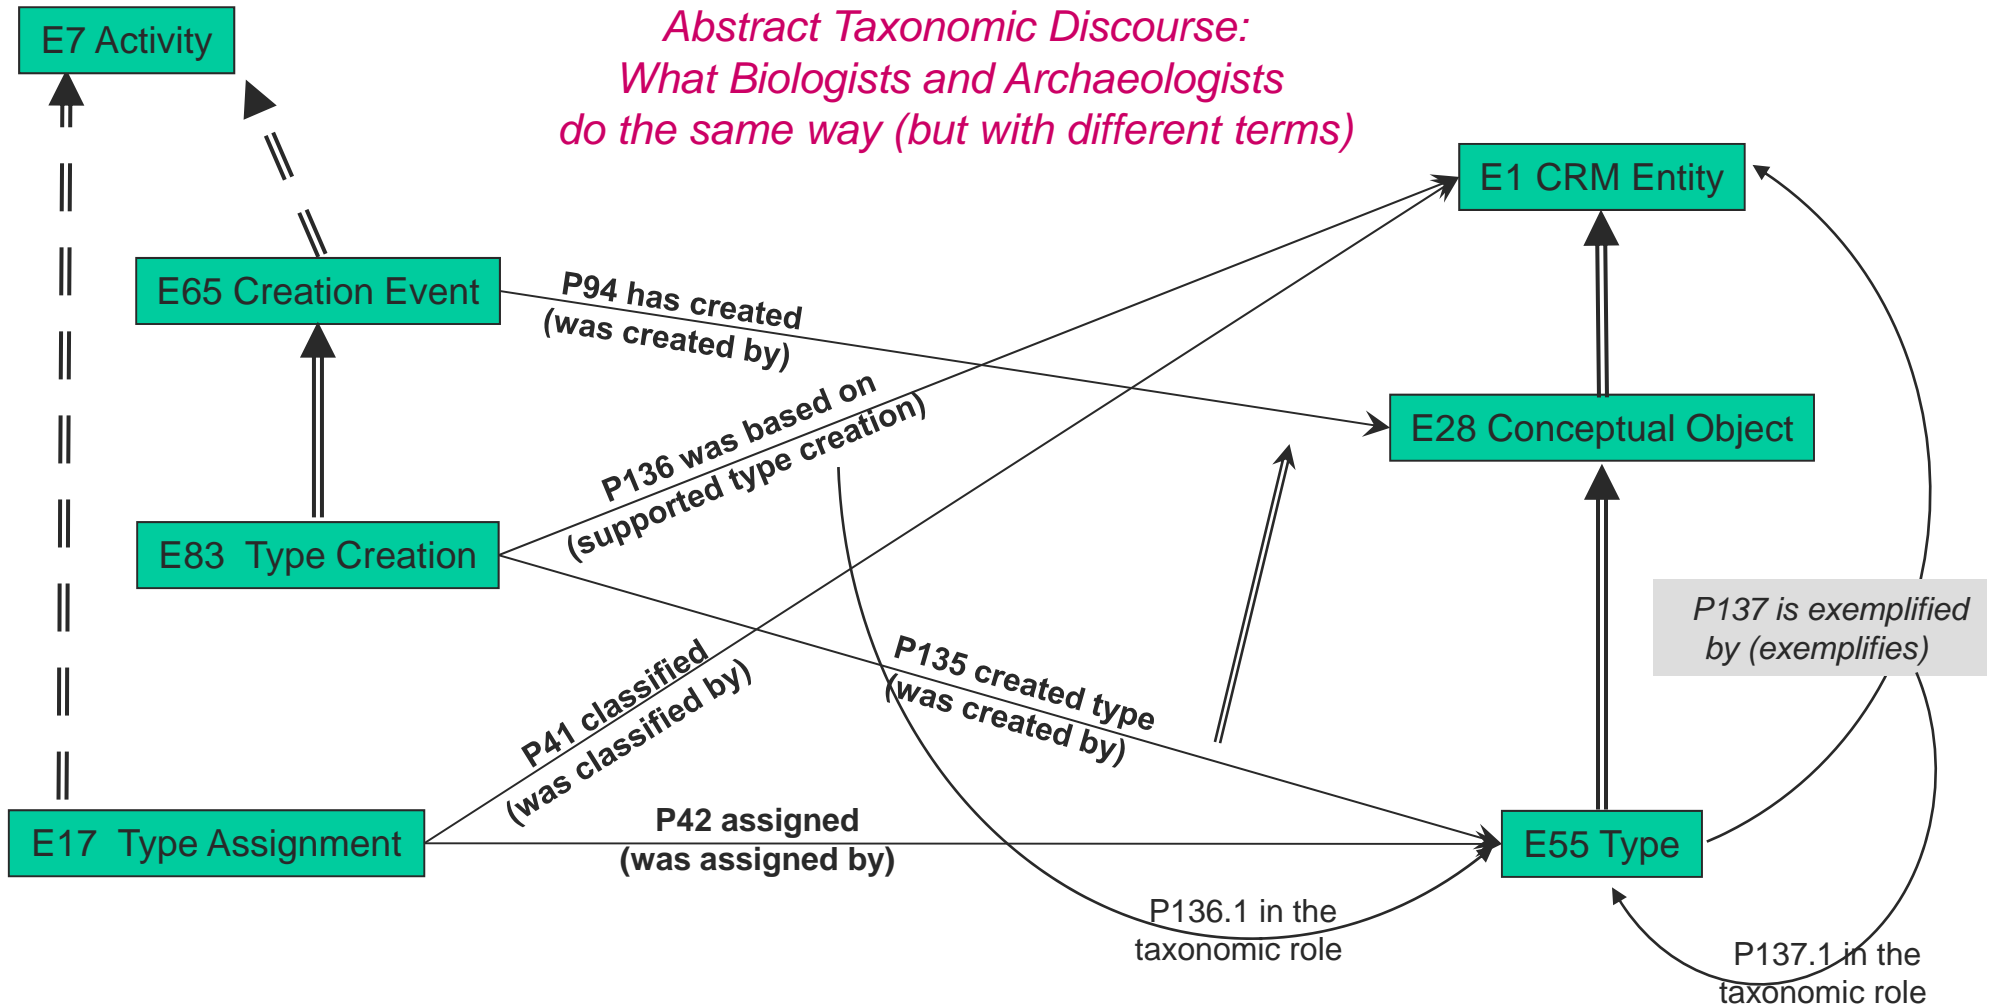 Abstract Taxonomic Discourse:
What Biologists and Archaeologists
do the same way (but with different terms)
E7 Activity
E1 CRM Entity
E65 Creation Event
P94 has created
(was created by)
P136 was based on
(supported type creation)
E28 Conceptual Object
E83 Type Creation
P137 is exemplified
by (exemplifies)
P135 created type
(was created by)
P41 classified
(was classified by)
E17 Type Assignment
P42 assigned
(was assigned by)
E55 Type
P136.1 in the
taxonomic role
P137.1 in the
taxonomic role